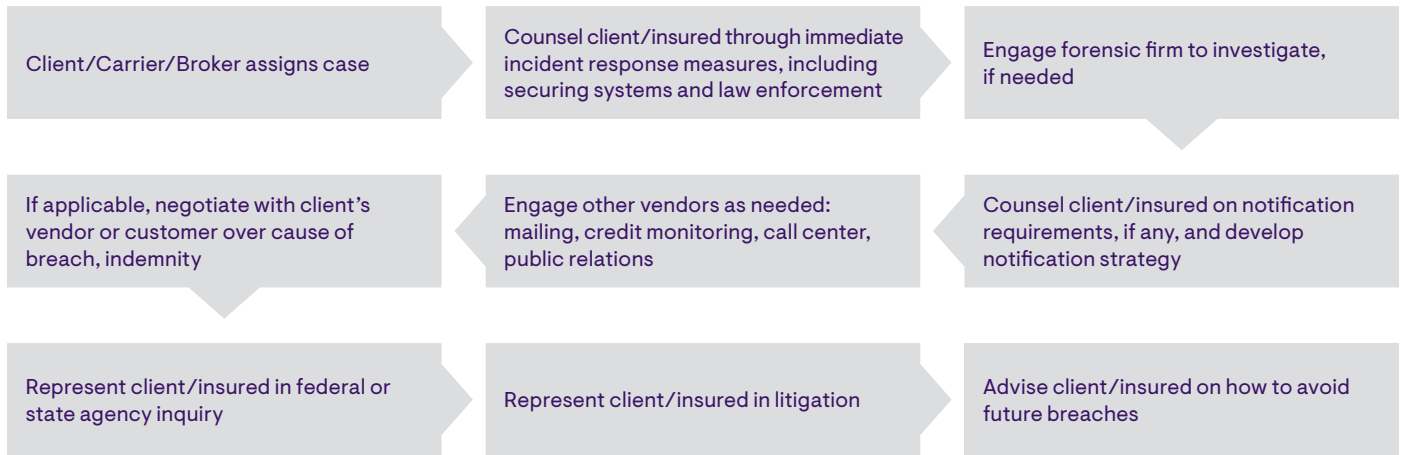 Client/Carrier/Broker assigns case
Counsel client/insured through immediate
incident response measures, including
securing systems and law enforcement
Engage forensic firm to investigate,
if needed
Counsel client/insured on notification
requirements, if any, and develop
notification strategy
Engage other vendors as needed:
mailing, credit monitoring, call center,
public relations
If applicable, negotiate with client’s
vendor or customer over cause of
breach, indemnity
Represent client/insured in federal or
state agency inquiry
Represent client/insured in litigation
Advise client/insured on how to avoid
future breaches